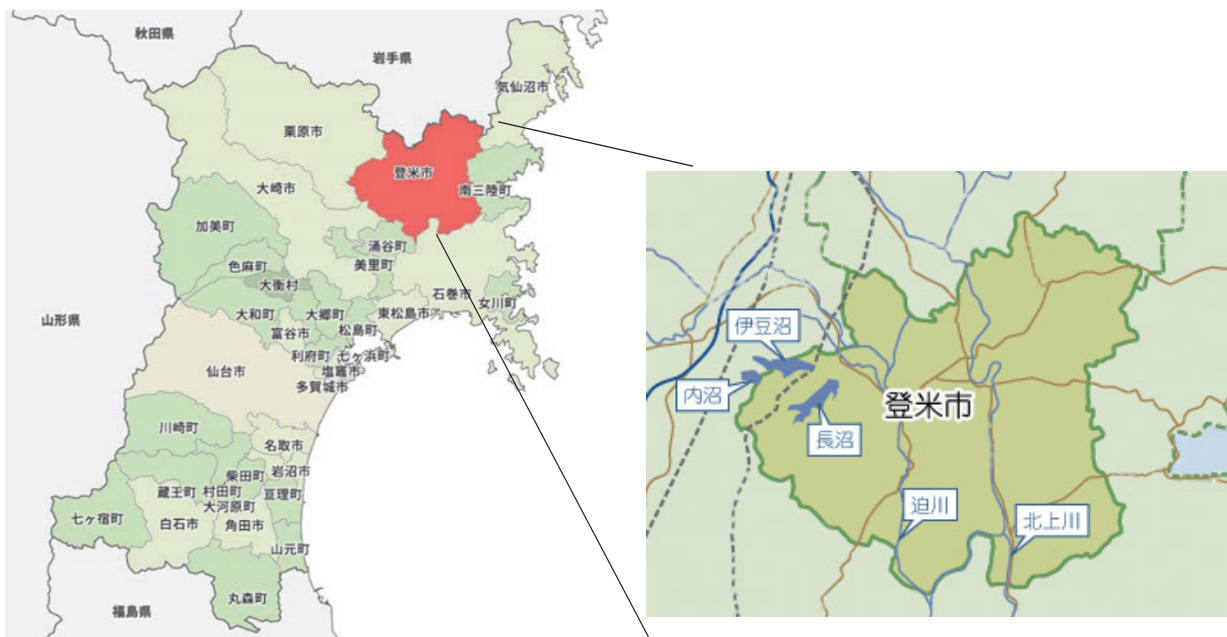 秋田県
岩手県
気仙沼市
栗原市
登米市
大崎市
南三陸町
加美町
涌谷町
色麻町
美里町
大衡村
石巻市
女川町
大和町
大郷町
東松島市
山形県
富谷市
松島町
利府町
七ヶ浜町
仙台市
塩竈市
多賀城市
川崎町
名取市
岩沼市
柴田町
蔵王町
村田町
亘理町
大河原町
七ヶ宿町
白石市
角田市
山元町
丸森町
福島県
伊豆沼
内沼
登米市
長沼
迫川
北上川